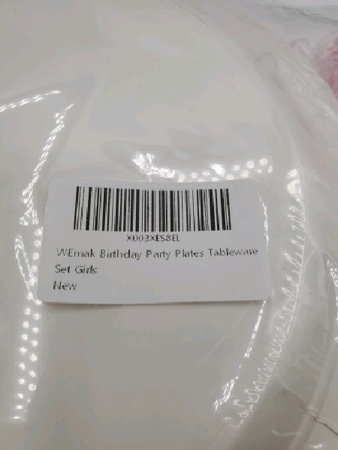 X003XES8EL
WEmak Birthday Party Plates Tableware
Set Girls
New